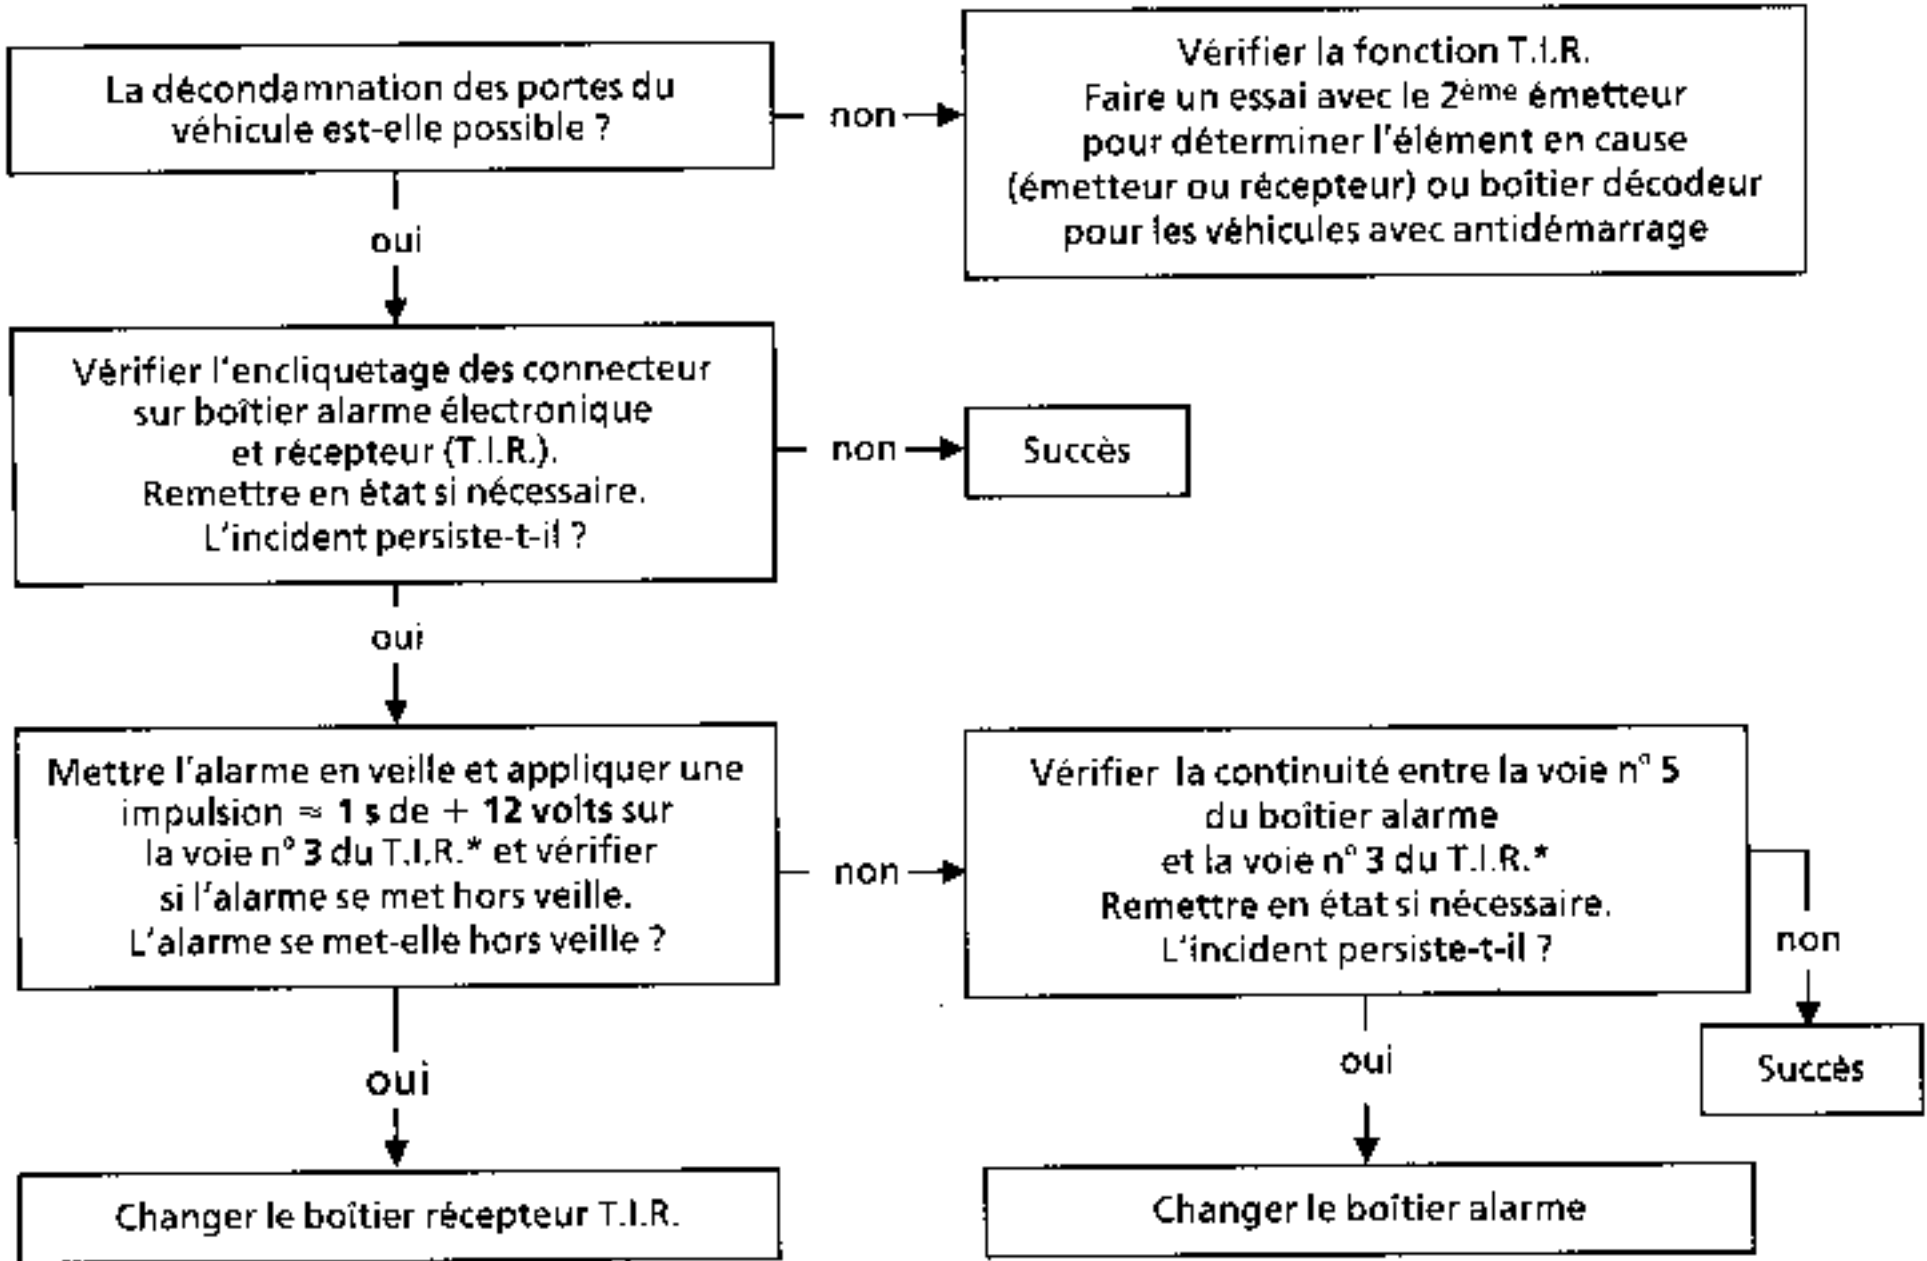 La décondamnation des portes du
véhicule est-elle possible ?
non
Vérifier la fonction T.I.R.
Faire un essai avec le 2ème émetteur
pour déterminer l'élément en cause
(émetteur ou récepteur) ou boîtier décodeur
pour les véhicules avec antidémarrage
oui
Vérifier l'encliquetage des connecteur
sur boîtier alarme électronique
et récepteur (T.I.R.).
Remettre en état si nécessaire.
L'incident persiste-t-il ?
non
Succès
oui
Mettre l'alarme en veille et appliquer une
impulsion ≈ 1 s de + 12 volts sur
la voie n° 3 du T.I.R.* et vérifier
si l'alarme se met hors veille.
L'alarme se met-elle hors veille ?
non
Vérifier la continuité entre la voie n° 5
du boîtier alarme
et la voie n° 3 du T.I.R.*
Remettre en état si nécessaire.
L'incident persiste-t-il ?
non
Succès
oui
oui
Changer le boîtier récepteur T.I.R.
Changer le boîtier alarme